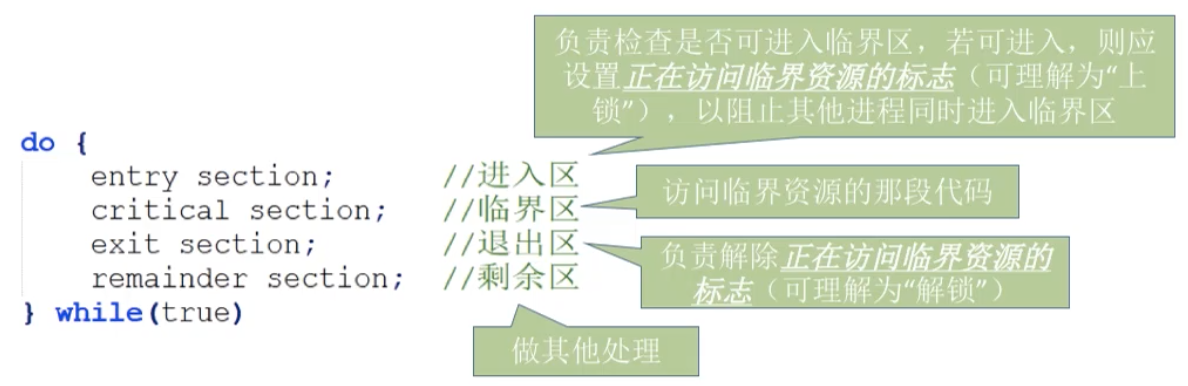 负责检查是否可进入临界区，若可进入，则应
设置正在访问临界资源的标志（可理解为“上
锁”），以阻止其他进程同时进入临界区
do {
entry section; //进入区
critical section; //临界区
exit section; //退出区
remainder section; //剩余区
} while(true)
访问临界资源的那段代码
负责解除正在访问临界资源的
标志（可理解为“解锁”）
做其他处理